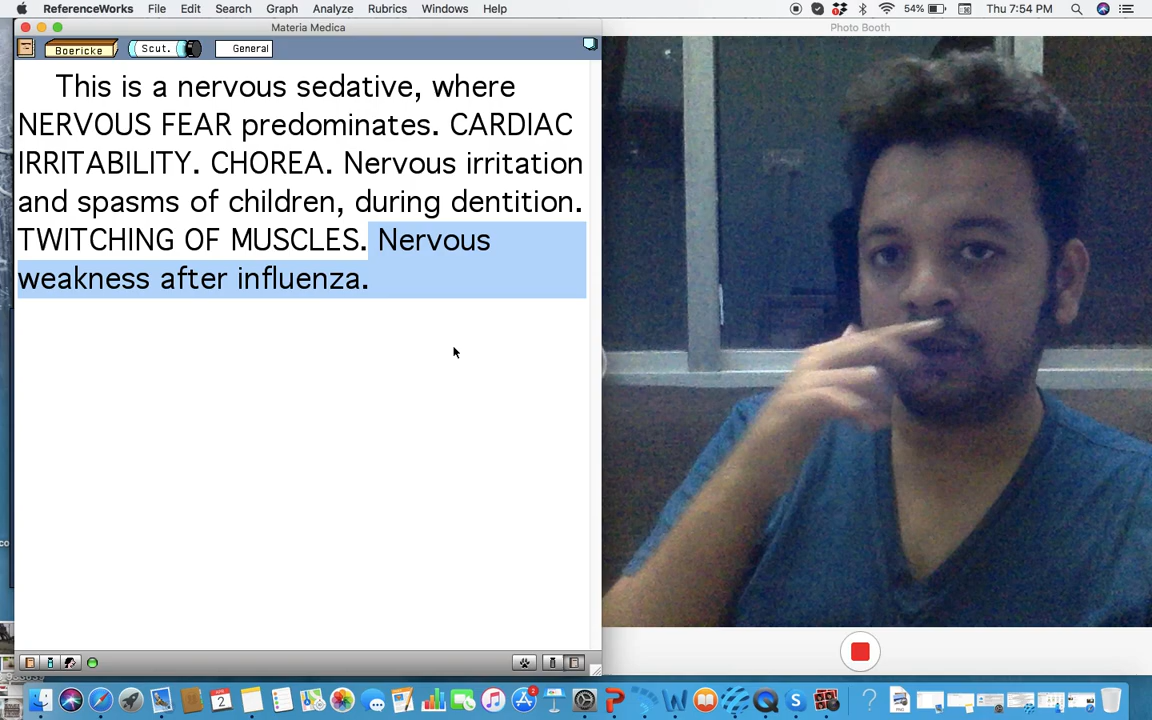 ReferenceWorks File Edit Search Graph Analyze Rubrics Windows Help 54% Thu 7:54 PM
Materia Medica
Photo Booth
Boericke Scut. General
This is a nervous sedative, where
NERVOUS FEAR predominates. CARDIAC
IRRITABILITY. CHOREA. Nervous irritation
and spasms of children, during dentition.
TWITCHING OF MUSCLES. Nervous
weakness after influenza.